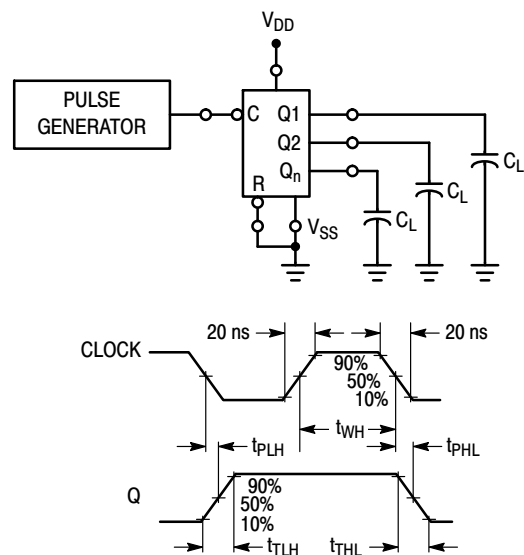 VDD
PULSE
GENERATOR
C Q1
Q2
Qn
R
VSS
CL
CL
CL
20 ns 20 ns
CLOCK
90%
50%
10%
tWH
tPLH tPHL
Q
90%
50%
10%
tTLH tTHL